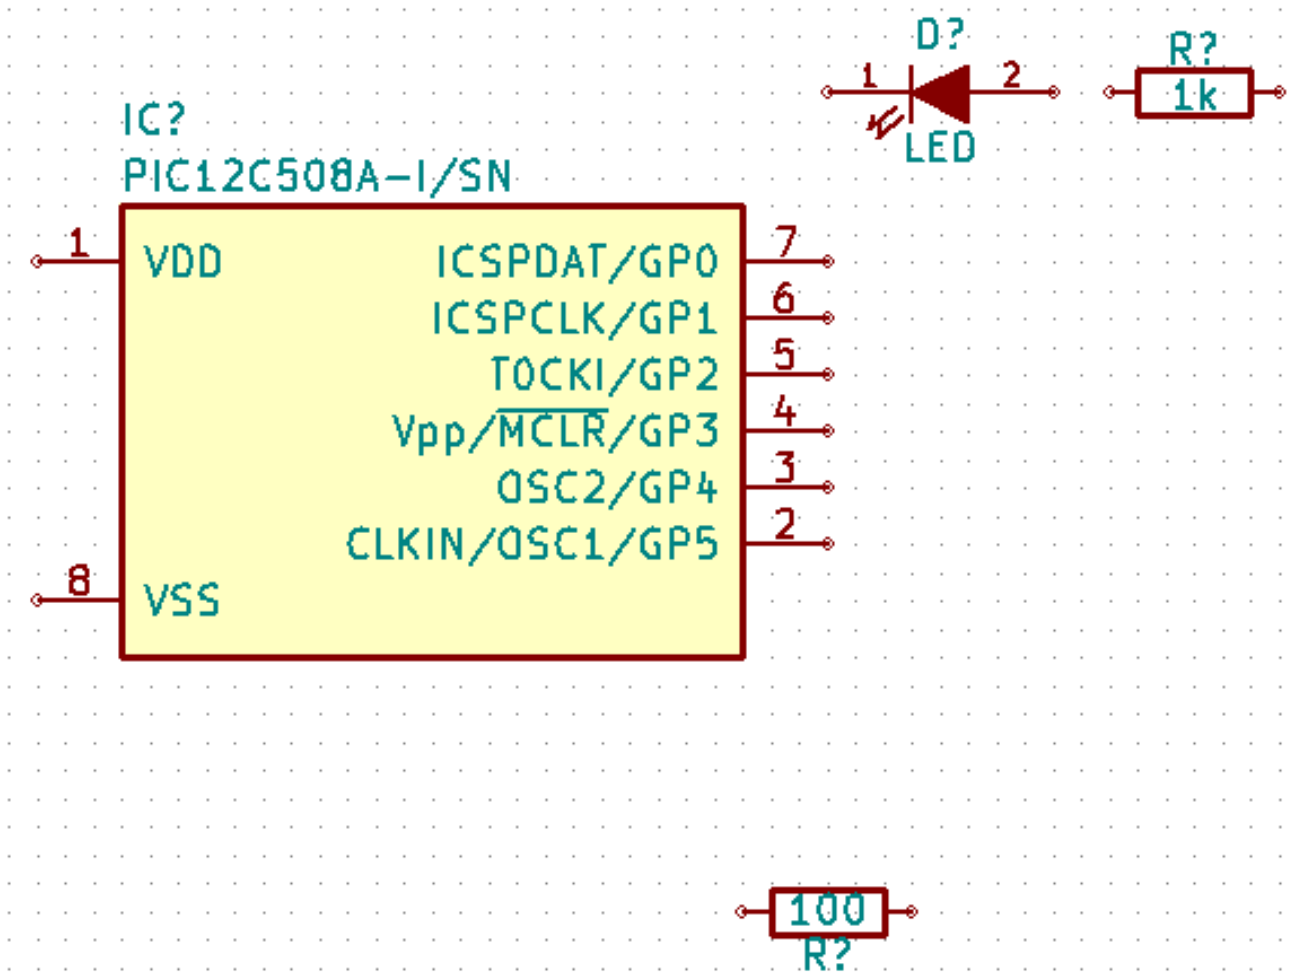 D?
1 2
LED
R?
1k
IC?
PIC12C508A-I/SN
1 VDD
ICSPDAT/GP0 7
ICSPCLK/GP1 6
T0CKI/GP2 5
Vpp/MCLR/GP3 4
OSC2/GP4 3
CLKIN/OSC1/GP5 2
8 VSS
100
R?